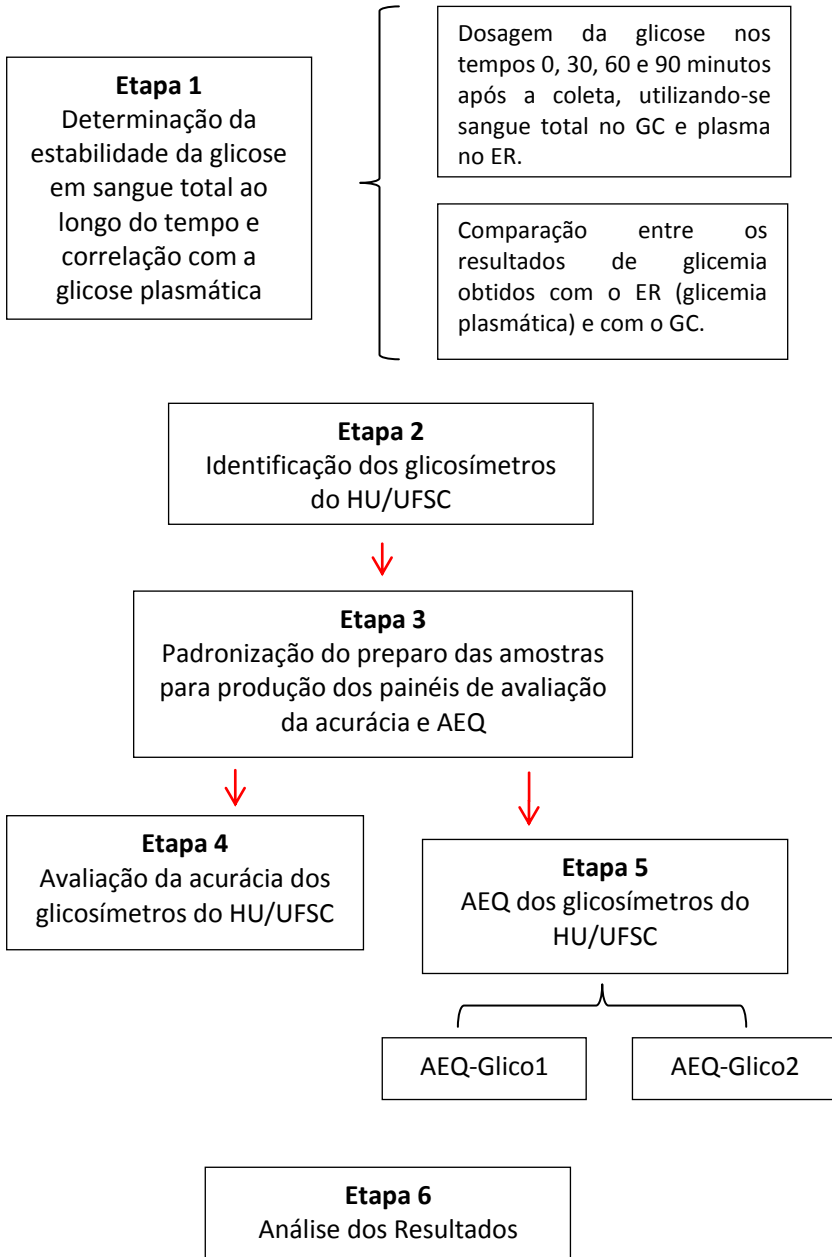 Etapa 1
Determinação da
estabilidade da glicose
em sangue total ao
longo do tempo e
correlação com a
glicose plasmática
Dosagem da glicose nos
tempos 0, 30, 60 e 90 minutos
após a coleta, utilizando-se
sangue total no GC e plasma
no ER.
Comparação entre os
resultados de glicemia
obtidos com o ER (glicemia
plasmática) e com o GC.
Etapa 2
Identificação dos glicosímetros
do HU/UFSC
Etapa 3
Padronização do preparo das amostras
para produção dos painéis de avaliação
da acurácia e AEQ
Etapa 4
Avaliação da acurácia dos
glicosímetros do HU/UFSC
Etapa 5
AEQ dos glicosímetros do
HU/UFSC
AEQ-Glico1
AEQ-Glico2
Etapa 6
Análise dos Resultados